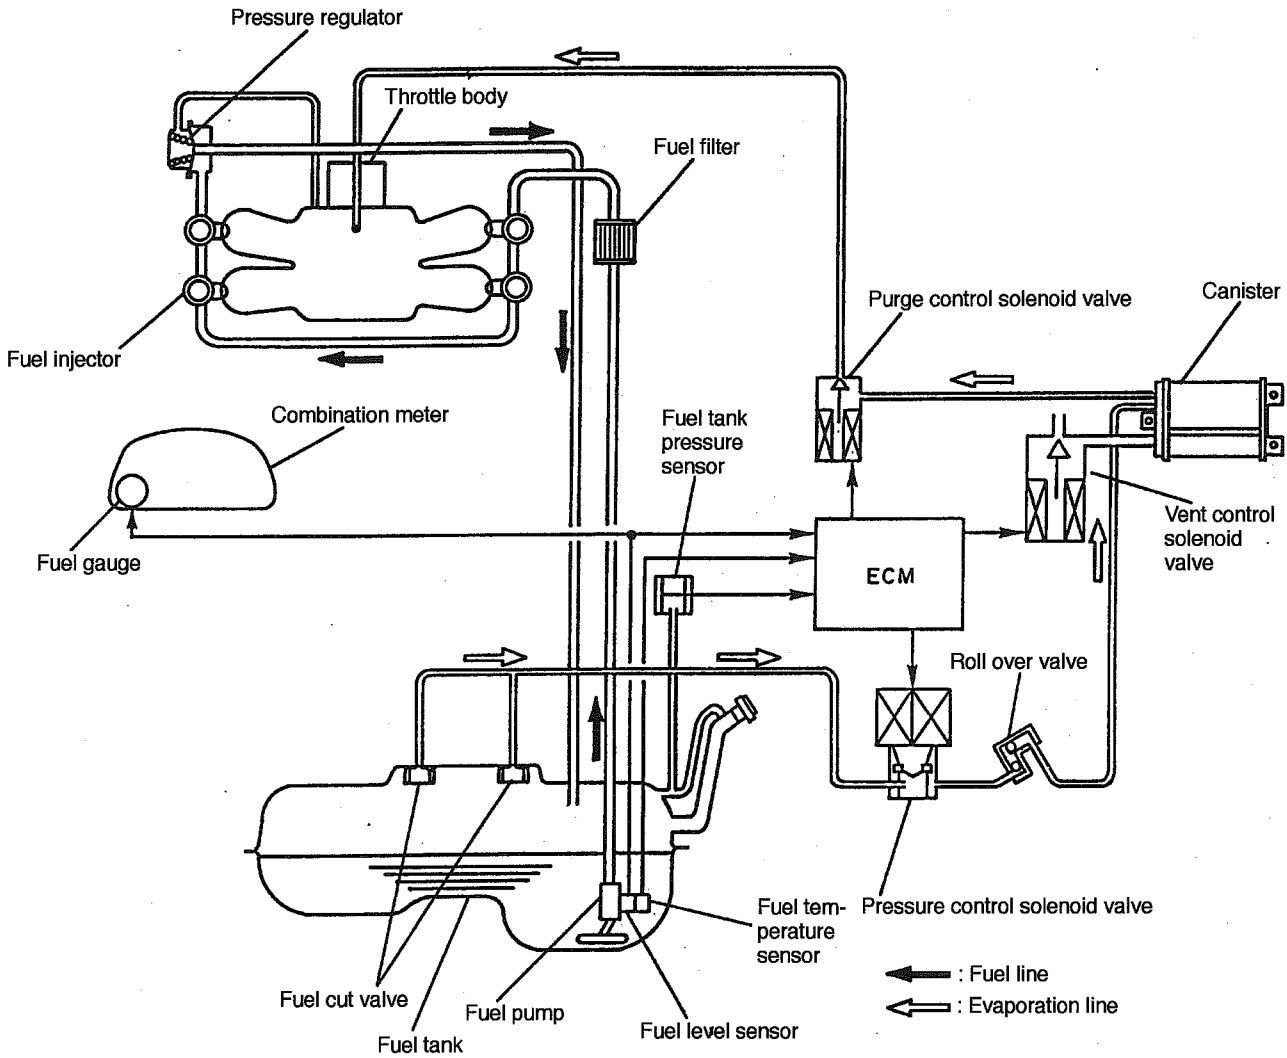 Pressure regulator
Throttle body
Fuel filter
Purge control solenoid valve
Canister
Fuel injector
Combination meter
Fuel tank
pressure
sensor
Vent control
solenoid
valve
Fuel gauge
ECM
Roll over valve
Fuel tem-
perature
sensor
Pressure control solenoid valve
Fuel cut valve
Fuel pump
Fuel level sensor
Fuel tank
: Fuel line
: Evaporation line